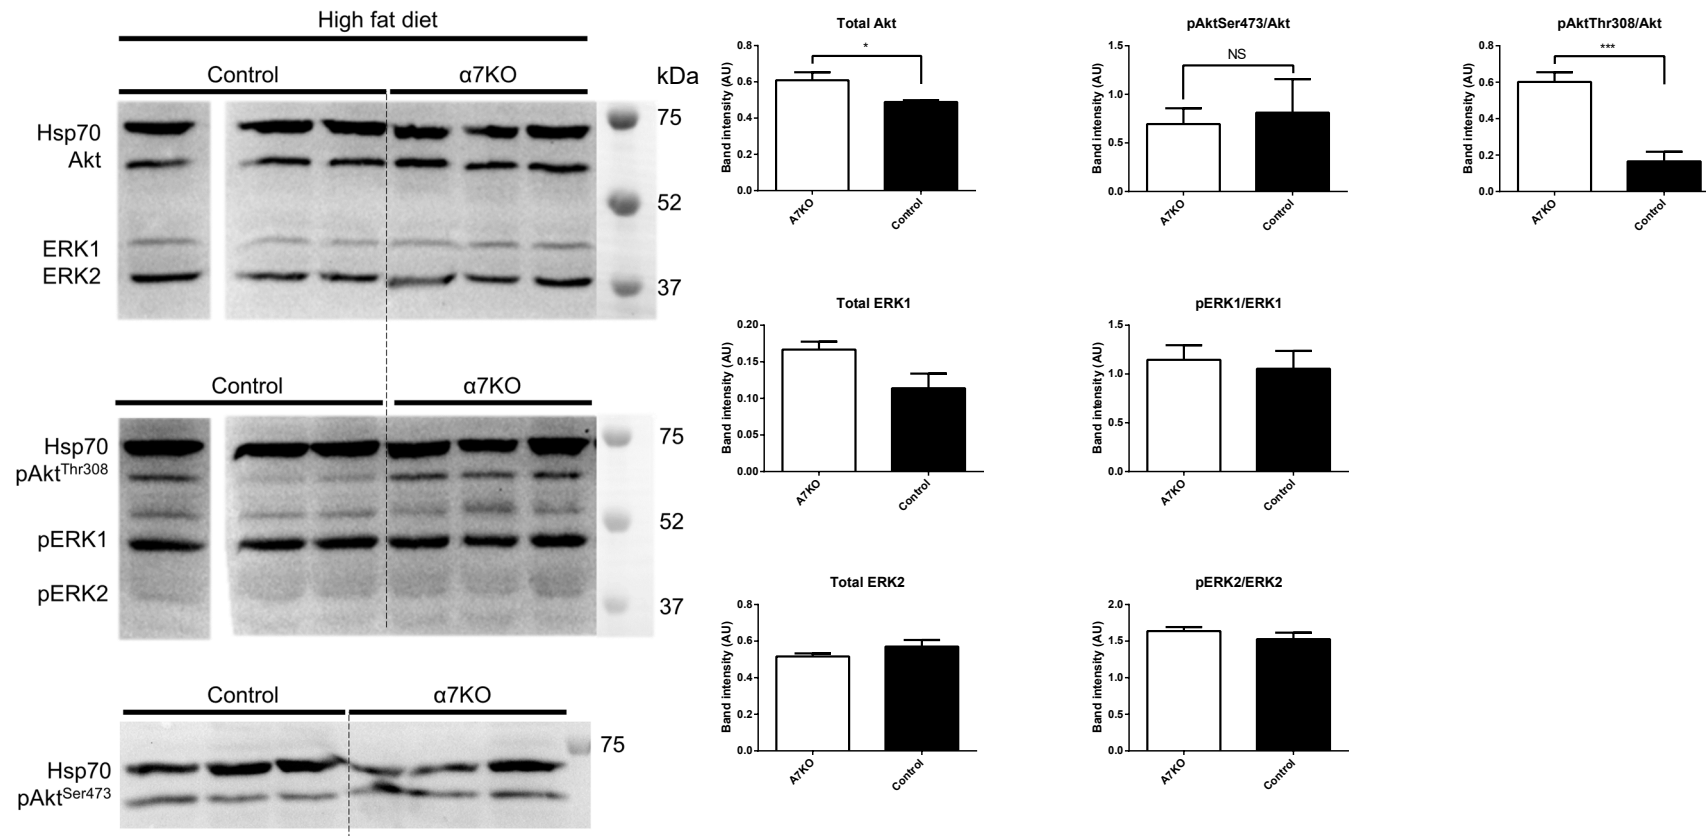 High fat diet
Control α7KO kDa
Hsp70
Akt
ERK1
ERK2
75
52
37
Control α7KO
Hsp70
pAktThr308
pERK1
pERK2
75
52
37
Control α7KO
Hsp70
pAktSer473
75
Total Akt
Band intensity (AU)
0.8
0.6
0.4
0.2
0.0
*
A7KO Control
pAktSer473/Akt
Band intensity (AU)
1.5
1.0
0.5
0.0
NS
A7KO Control
pAktThr308/Akt
Band intensity (AU)
0.8
0.6
0.4
0.2
0.0
***
A7KO Control
Total ERK1
Band intensity (AU)
0.20
0.15
0.10
0.05
0.00
A7KO Control
pERK1/ERK1
Band intensity (AU)
1.5
1.0
0.5
0.0
A7KO Control
Total ERK2
Band intensity (AU)
0.8
0.6
0.4
0.2
0.0
A7KO Control
pERK2/ERK2
Band intensity (AU)
2.0
1.5
1.0
0.5
0.0
A7KO Control